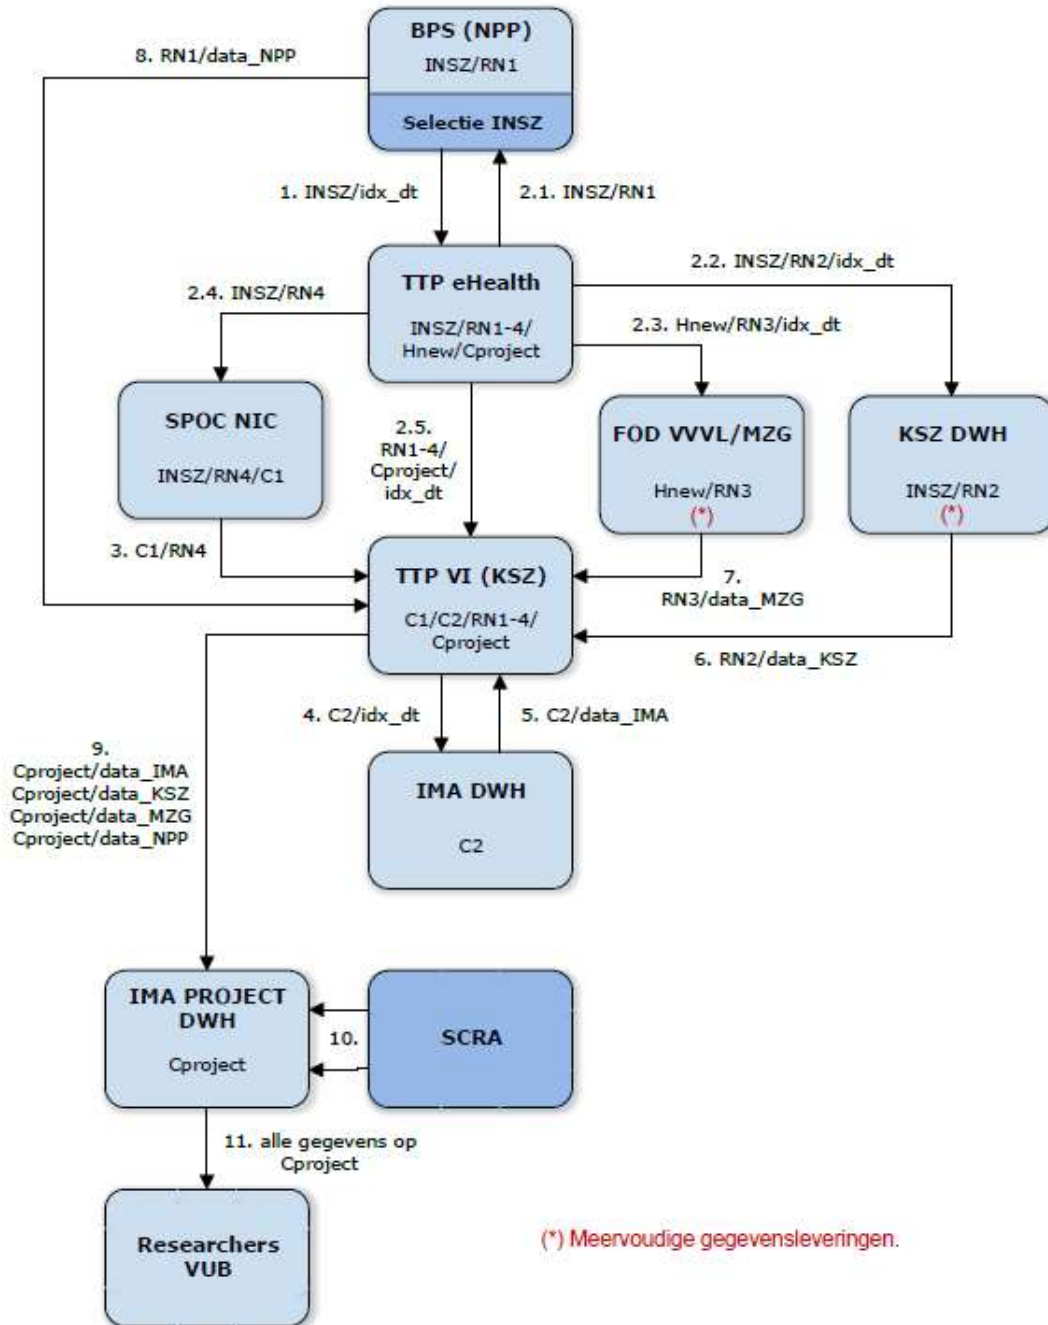 BPS (NPP)
INSZ/RN1
Selectie INSZ
8. RN1/data_NPP
1. INSZ/idx_dt
2.1. INSZ/RN1
TTP eHealth
INSZ/RN1-4/
Hnew/Cproject
2.2. INSZ/RN2/idx_dt
2.3. Hnew/RN3/idx_dt
2.4. INSZ/RN4
SPOC NIC
INSZ/RN4/C1
2.5.
RN1-4/
Cproject/
idx_dt
FOD VVVL/MZG
Hnew/RN3
(*)
KSZ DWH
INSZ/RN2
(*)
3. C1/RN4
TTP VI (KSZ)
C1/C2/RN1-4/
Cproject
7.
RN3/data_MZG
6. RN2/data_KSZ
4. C2/idx_dt
5. C2/data_IMA
9.
Cproject/data_IMA
Cproject/data_KSZ
Cproject/data_MZG
Cproject/data_NPP
IMA DWH
C2
IMA PROJECT
DWH
Cproject
10.
SCRA
11. alle gegevens op
Cproject
Researchers
VUB
(*) Meervoudige gegevensleveringen.